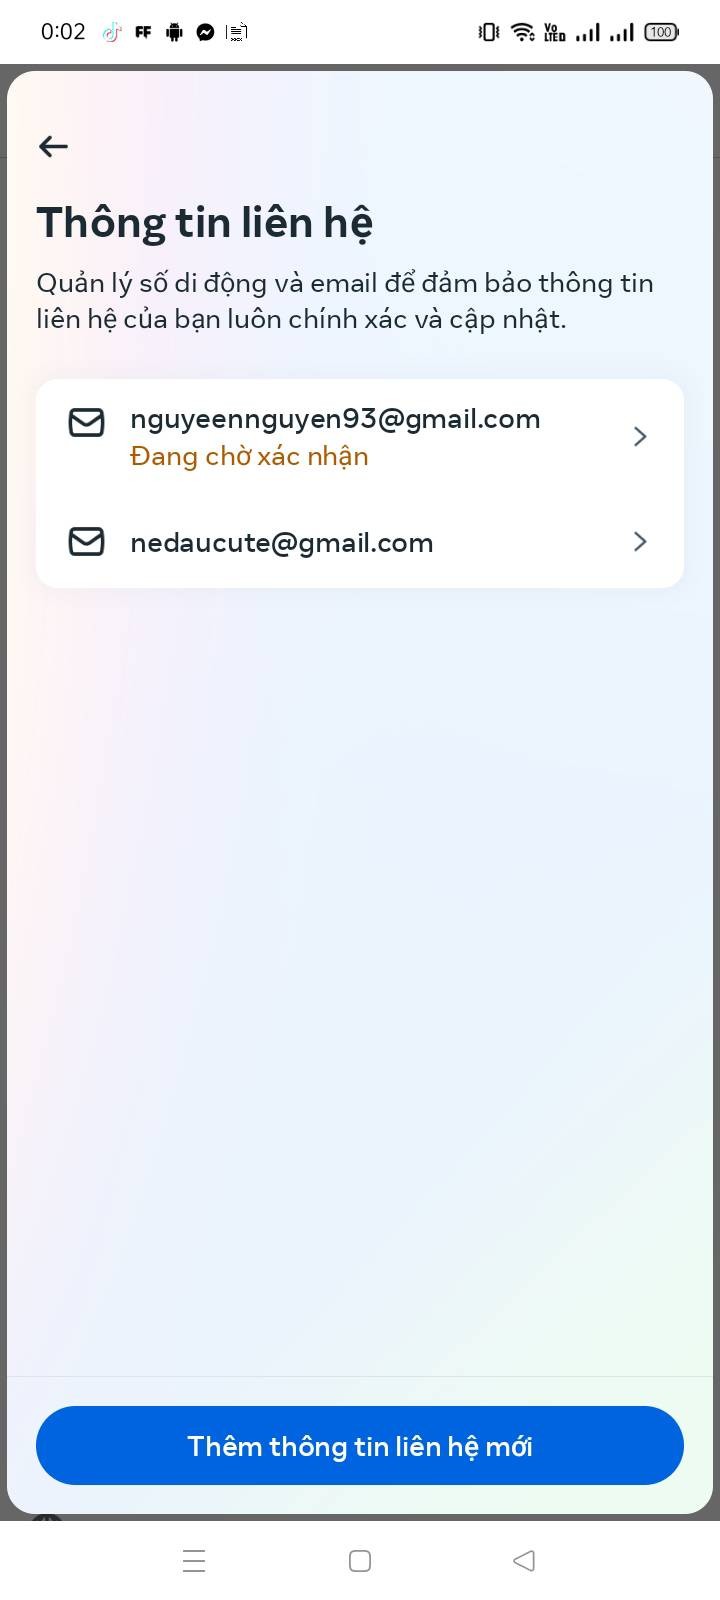 0:02
FF
Vo
LTED
100
Thông tin liên hệ
Quản lý số di động và email để đảm bảo thông tin
liên hệ của bạn luôn chính xác và cập nhật.
nguyeennguyen93@gmail.com
Đang chờ xác nhận
nedaucute@gmail.com
Thêm thông tin liên hệ mới